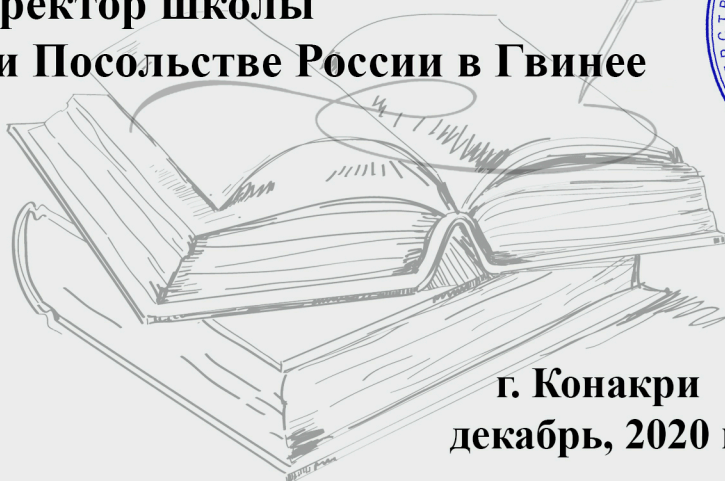 ректор школы
и Посольстве России в Гвинее
г. Конакри
декабрь, 2020